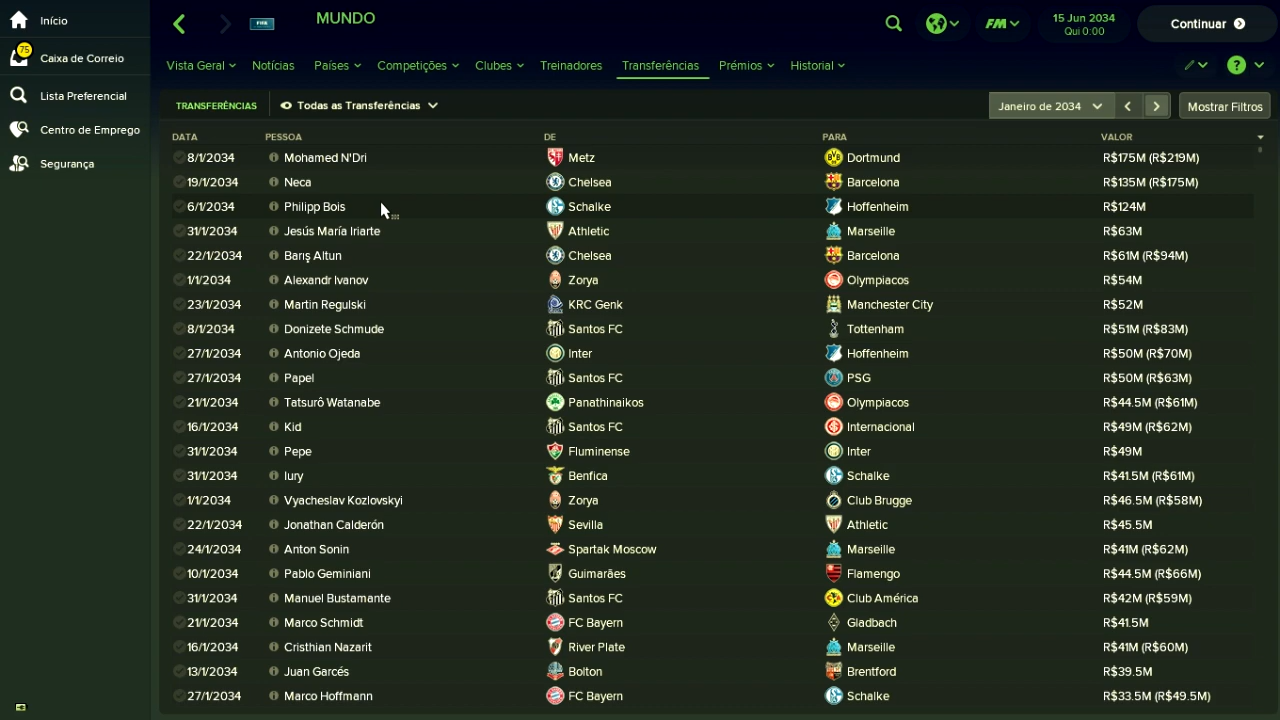 Início
MUNDO
15 Jun 2034
Qui 0:00
FM
Continuar
75
Caixa de Correio
Vista Geral Notícias Países Competições Clubes Treinadores Transferências Prémios Historial
Lista Preferencial
Centro de Emprego
Segurança
TRANSFERÊNCIAS Todas as Transferências Janeiro de 2034 Mostrar Filtros
DATA PESSOA DE PARA VALOR
8/1/2034 Mohamed N'Dri Metz Dortmund R$175M (R$219M)
19/1/2034 Neca Chelsea Barcelona R$135M (R$175M)
6/1/2034 Philipp Bois Schalke Hoffenheim R$124M
31/1/2034 Jesús María Iriarte Athletic Marseille R$63M
22/1/2034 Barış Altun Chelsea Barcelona R$61M (R$94M)
1/1/2034 Alexandr Ivanov Zorya Olympiacos R$54M
23/1/2034 Martin Regulski KRC Genk Manchester City R$52M
8/1/2034 Donizete Schmude Santos FC Tottenham R$51M (R$83M)
27/1/2034 Antonio Ojeda Inter Hoffenheim R$50M (R$70M)
27/1/2034 Papel Santos FC PSG R$50M (R$63M)
21/1/2034 Tatsurô Watanabe Panathinaikos Olympiacos R$44.5M (R$61M)
16/1/2034 Kid Santos FC Internacional R$49M (R$62M)
31/1/2034 Pepe Fluminense Inter R$49M
31/1/2034 Iury Benfica Schalke R$41.5M (R$61M)
1/1/2034 Vyacheslav Kozlovskyi Zorya Club Brugge R$46.5M (R$58M)
22/1/2034 Jonathan Calderón Sevilla Athletic R$45.5M
24/1/2034 Anton Sonin Spartak Moscow Marseille R$41M (R$62M)
10/1/2034 Pablo Geminiani Guimarães Flamengo R$44.5M (R$66M)
31/1/2034 Manuel Bustamante Santos FC Club América R$42M (R$59M)
21/1/2034 Marco Schmidt FC Bayern Gladbach R$41.5M
16/1/2034 Cristhian Nazarit River Plate Marseille R$41M (R$60M)
13/1/2034 Juan Garcés Bolton Brentford R$39.5M
27/1/2034 Marco Hoffmann FC Bayern Schalke R$33.5M (R$49.5M)